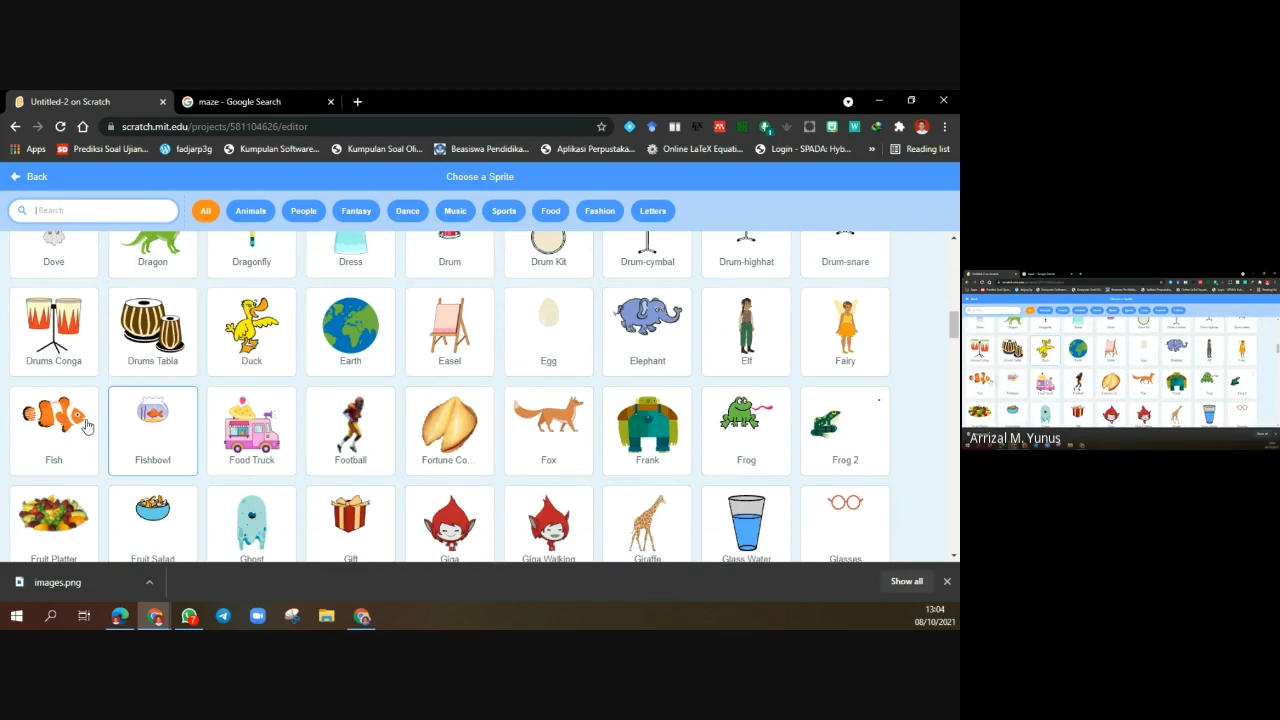 Untitled-2 on Scratch
maze - Google Search
scratch.mit.edu/projects/581104626/editor
Apps
Prediksi Soal Ujian...
fadjarp3g
Kumpulan Software...
Kumpulan Soal Oli...
Beasiswa Pendidika...
Aplikasi Perpustaka...
Online LaTeX Equati...
Login - SPADA: Hyb...
»
Reading list
Back
Choose a Sprite
Search
All
Animals
People
Fantasy
Dance
Music
Sports
Food
Fashion
Letters
Dove
Dragon
Dragonfly
Dress
Drum
Drum Kit
Drum-cymbal
Drum-highhat
Drum-snare
Drums Conga
Drums Tabla
Duck
Earth
Easel
Egg
Elephant
Elf
Fairy
Fish
Fishbowl
Food Truck
Football
Fortune Co...
Fox
Frank
Frog
Frog 2
Fruit Platter
Fruit Salad
Ghost
Gift
Giga
Giga Walking
Giraffe
Glass Water
Glasses
images.png
Show all
13:04
08/10/2021
Arrizal M. Yunus